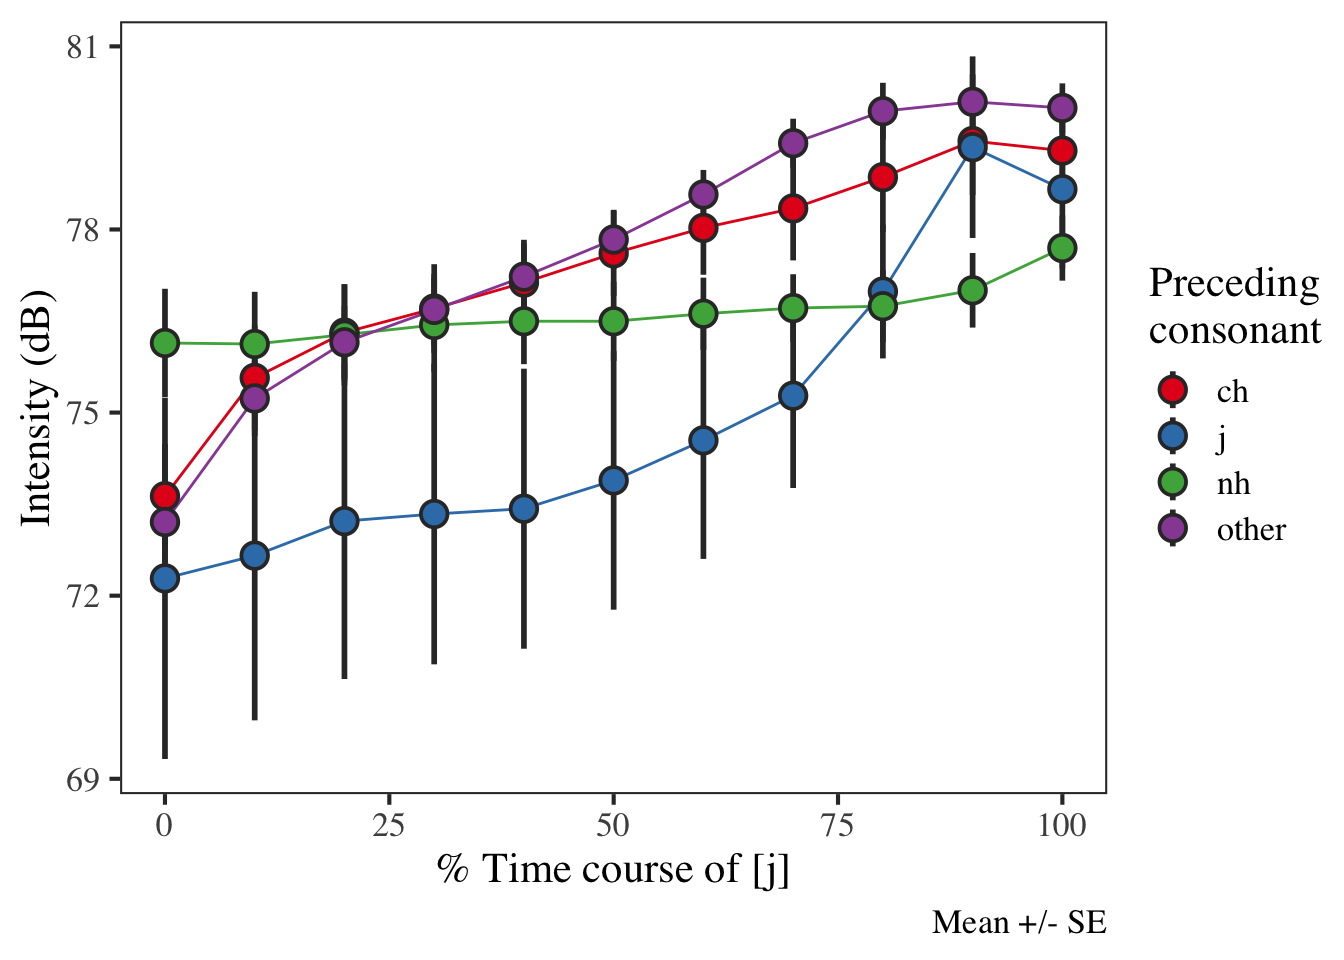 81
78
75
72
69
Intensity (dB)
0
25
50
75
100
% Time course of [j]
Mean +/- SE
Preceding
consonant
ch
j
nh
other